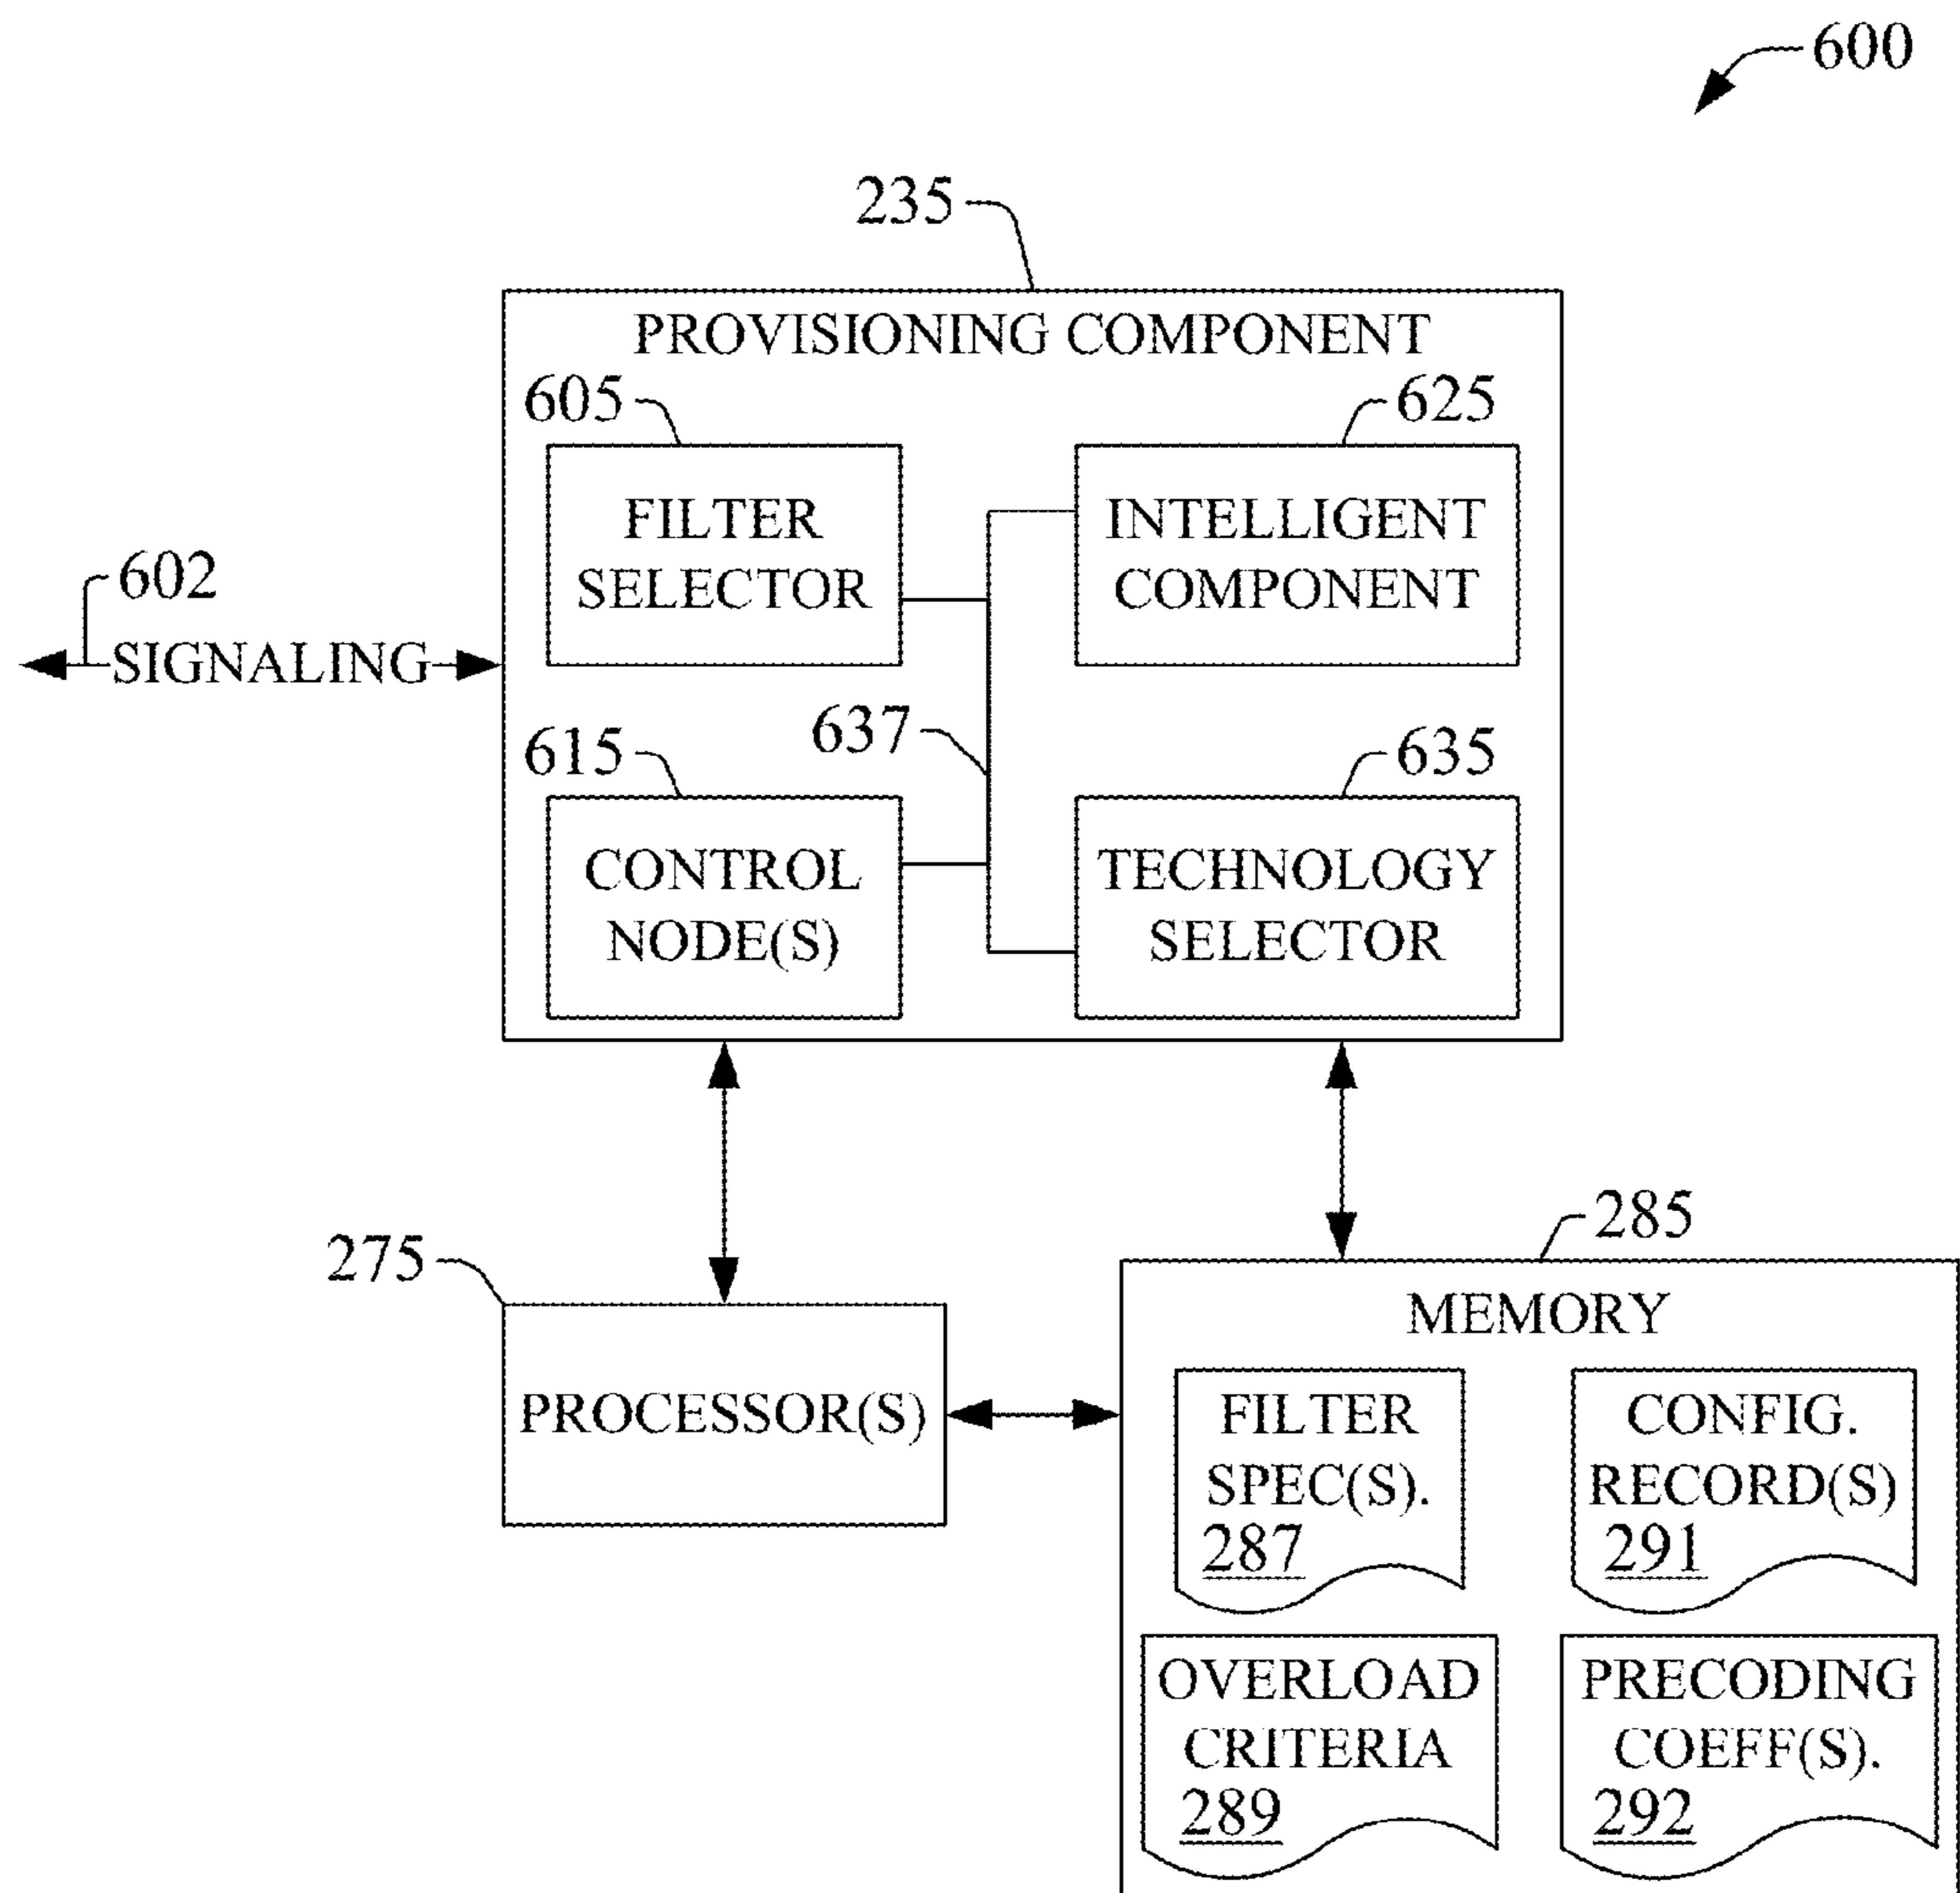 600
235
PROVISIONING COMPONENT
605
625
FILTER
SELECTOR
INTELLIGENT
COMPONENT
602
SIGNALING
637
615
635
CONTROL
NODE(S)
TECHNOLOGY
SELECTOR
285
275
MEMORY
PROCESSOR(S)
FILTER
SPEC(S).
287
CONFIG.
RECORD(S)
291
OVERLOAD
CRITERIA
289
PRECODING
COEFF(S).
292